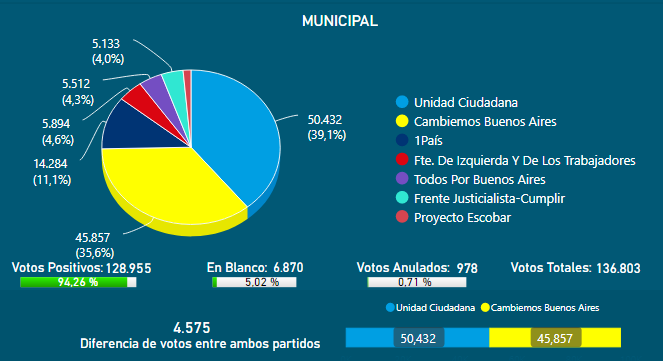 MUNICIPAL
5.133
(4,0%)
5.512
(4,3%)
5.894
(4,6%)
14.284
(11,1%)
45.857
(35,6%)
50.432
(39,1%)
Unidad Ciudadana
Cambiemos Buenos Aires
1País
Fte. De Izquierda Y De Los Trabajadores
Todos Por Buenos Aires
Frente Justicialista-Cumplir
Proyecto Escobar
Votos Positivos: 128.955
94,26 %
En Blanco: 6.870
5,02 %
Votos Anulados: 978
0,71 %
Votos Totales: 136.803
4.575
Diferencia de votos entre ambos partidos
Unidad Ciudadana Cambiemos Buenos Aires
50,432 45,857